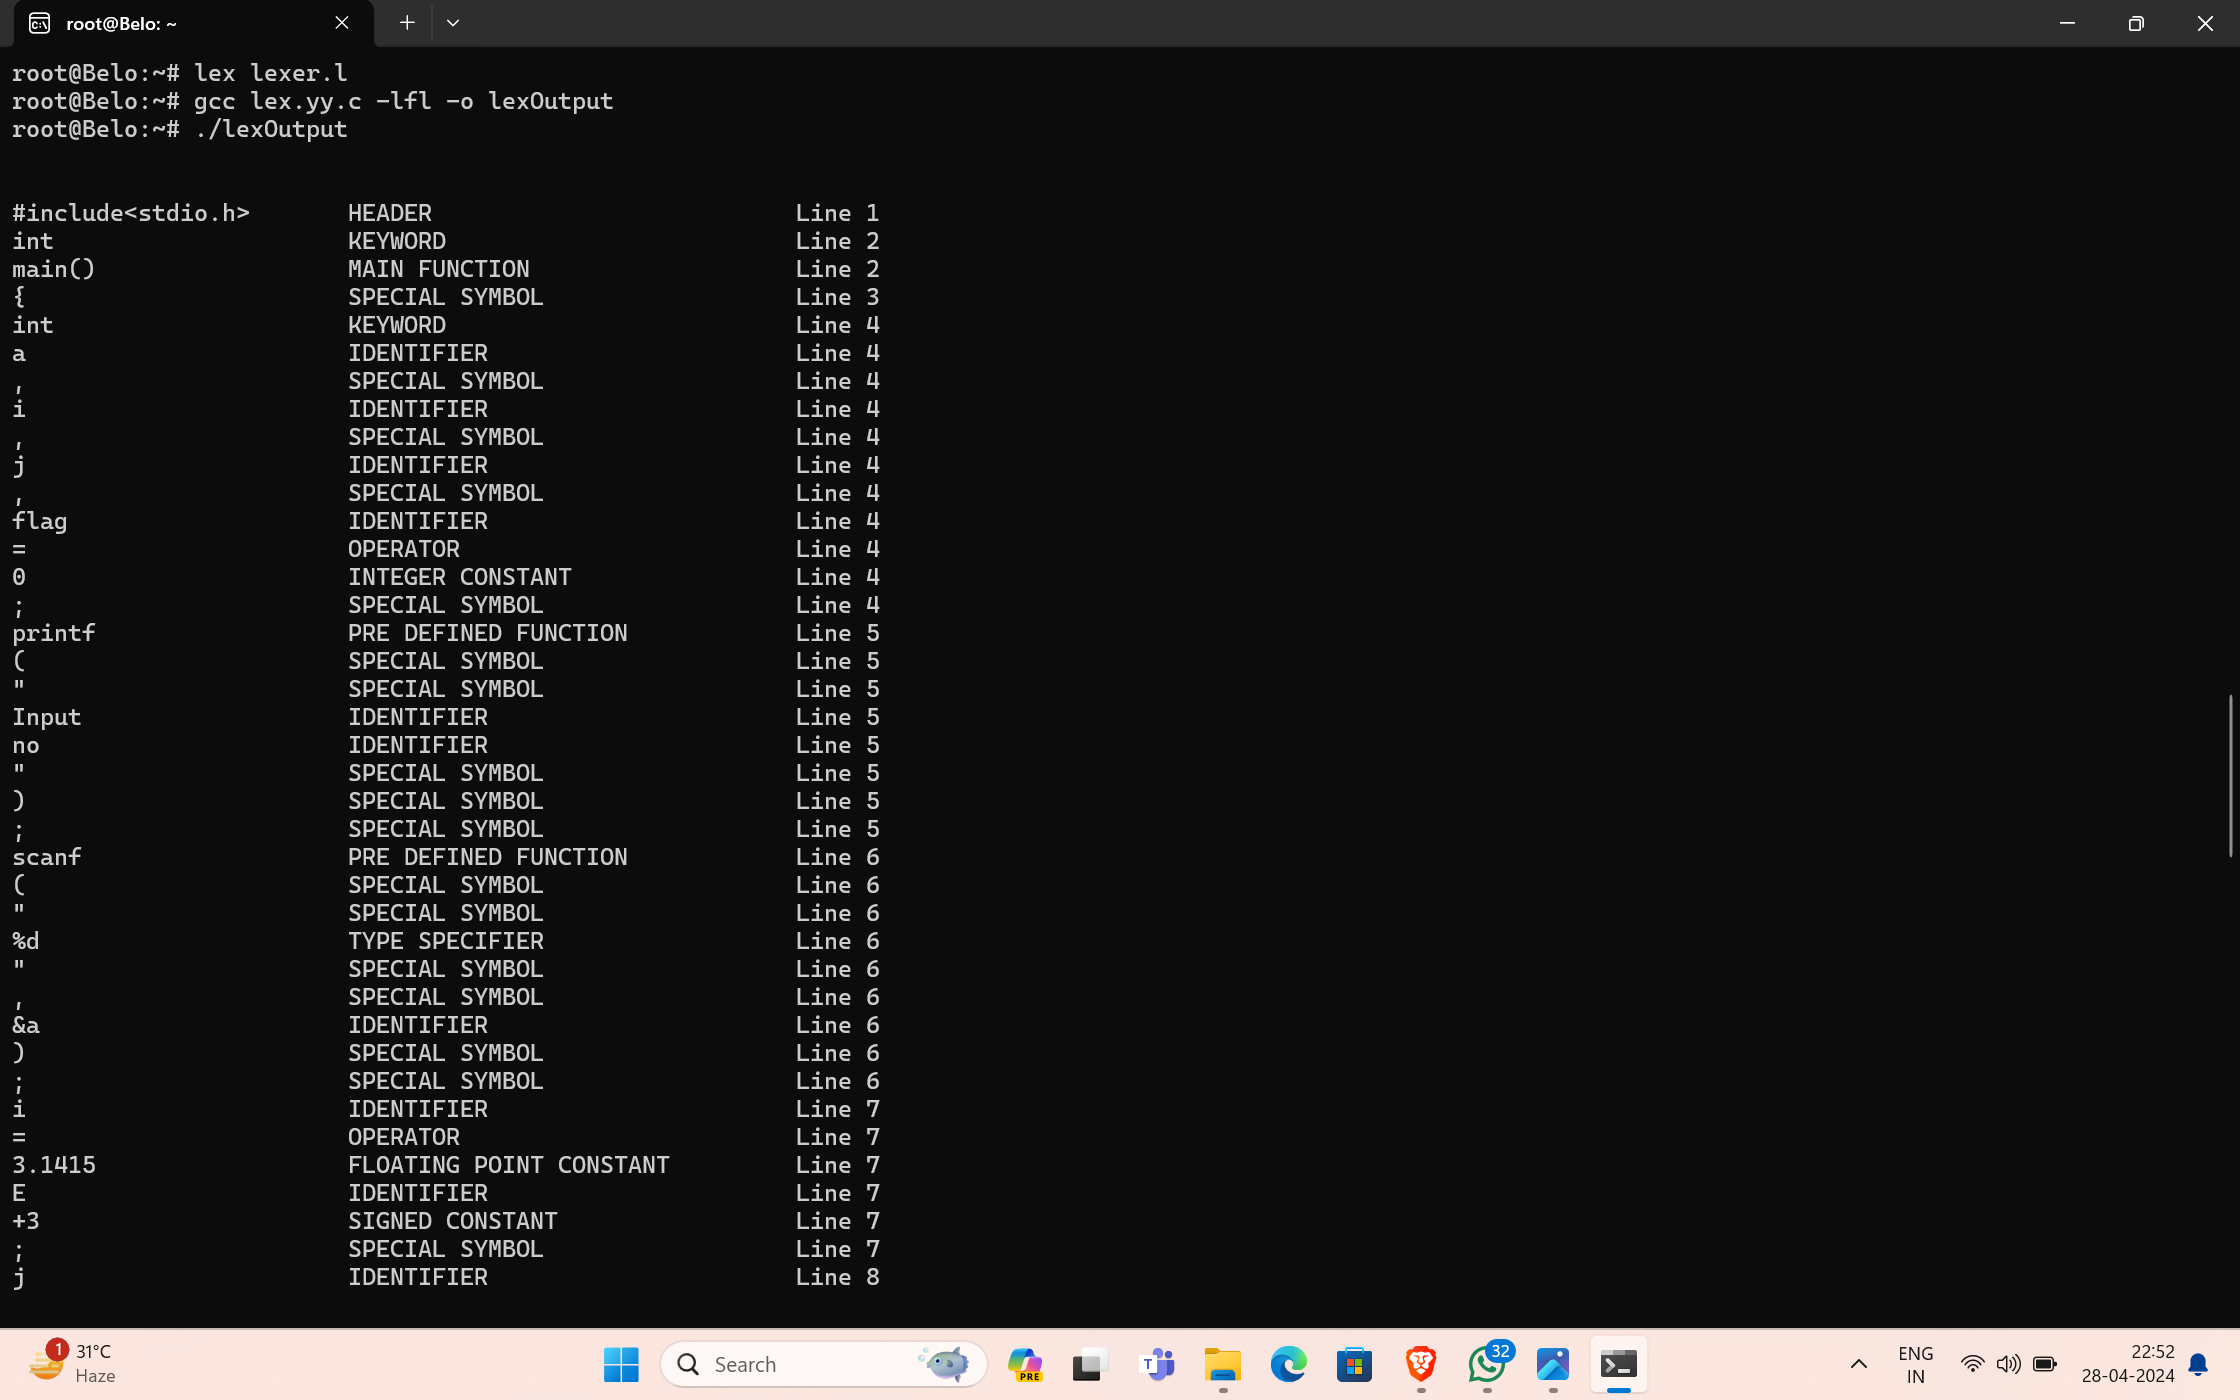 root@Belo: ~
root@Belo:~# lex lexer.l
root@Belo:~# gcc lex.yy.c -lfl -o lexOutput
root@Belo:~# ./lexOutput
#include<stdio.h> HEADER Line 1
int KEYWORD Line 2
main() MAIN FUNCTION Line 2
{ SPECIAL SYMBOL Line 3
int KEYWORD Line 4
a IDENTIFIER Line 4
, SPECIAL SYMBOL Line 4
i IDENTIFIER Line 4
, SPECIAL SYMBOL Line 4
j IDENTIFIER Line 4
, SPECIAL SYMBOL Line 4
flag IDENTIFIER Line 4
= OPERATOR Line 4
0 INTEGER CONSTANT Line 4
; SPECIAL SYMBOL Line 4
printf PRE DEFINED FUNCTION Line 5
( SPECIAL SYMBOL Line 5
" SPECIAL SYMBOL Line 5
Input IDENTIFIER Line 5
no IDENTIFIER Line 5
" SPECIAL SYMBOL Line 5
) SPECIAL SYMBOL Line 5
; SPECIAL SYMBOL Line 5
scanf PRE DEFINED FUNCTION Line 6
( SPECIAL SYMBOL Line 6
" SPECIAL SYMBOL Line 6
%d TYPE SPECIFIER Line 6
" SPECIAL SYMBOL Line 6
, SPECIAL SYMBOL Line 6
&a IDENTIFIER Line 6
) SPECIAL SYMBOL Line 6
; SPECIAL SYMBOL Line 6
i IDENTIFIER Line 7
= OPERATOR Line 7
3.1415 FLOATING POINT CONSTANT Line 7
E IDENTIFIER Line 7
+3 SIGNED CONSTANT Line 7
; SPECIAL SYMBOL Line 7
j IDENTIFIER Line 8
1 31°C
Haze
Search
PRE
T
32
ENG
IN
22:52
28-04-2024